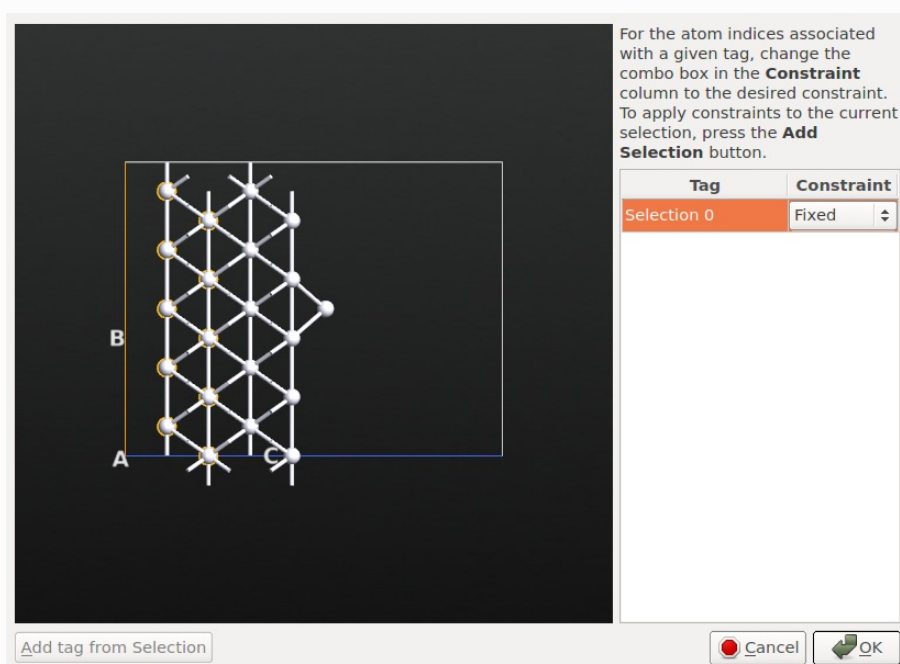 For the atom indices associated
with a given tag, change the
combo box in the Constraint
column to the desired constraint.
To apply constraints to the current
selection, press the Add
Selection button.
Tag Constraint
Selection 0 Fixed
B
A C
Add tag from Selection Cancel OK